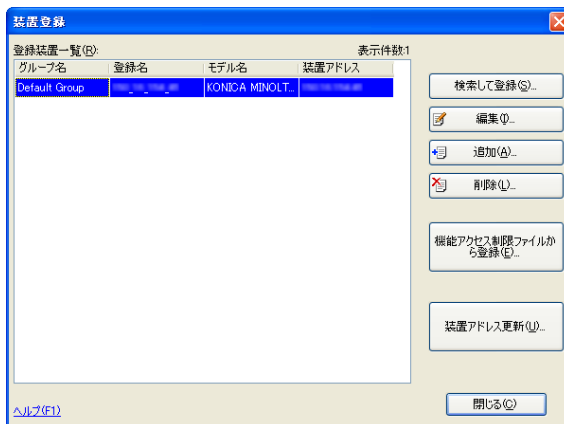 装置登録
登録装置一覧(R):
表示件数:1
グループ名 登録名 モデル名 装置アドレス
Default Group KONICA MINOLT...
検索して登録(S)...
編集(I)...
追加(A)...
削除(L)...
機能アクセス制限ファイルか
ら登録(E)...
装置アドレス更新(U)...
ヘルプ(F1)
閉じる(C)